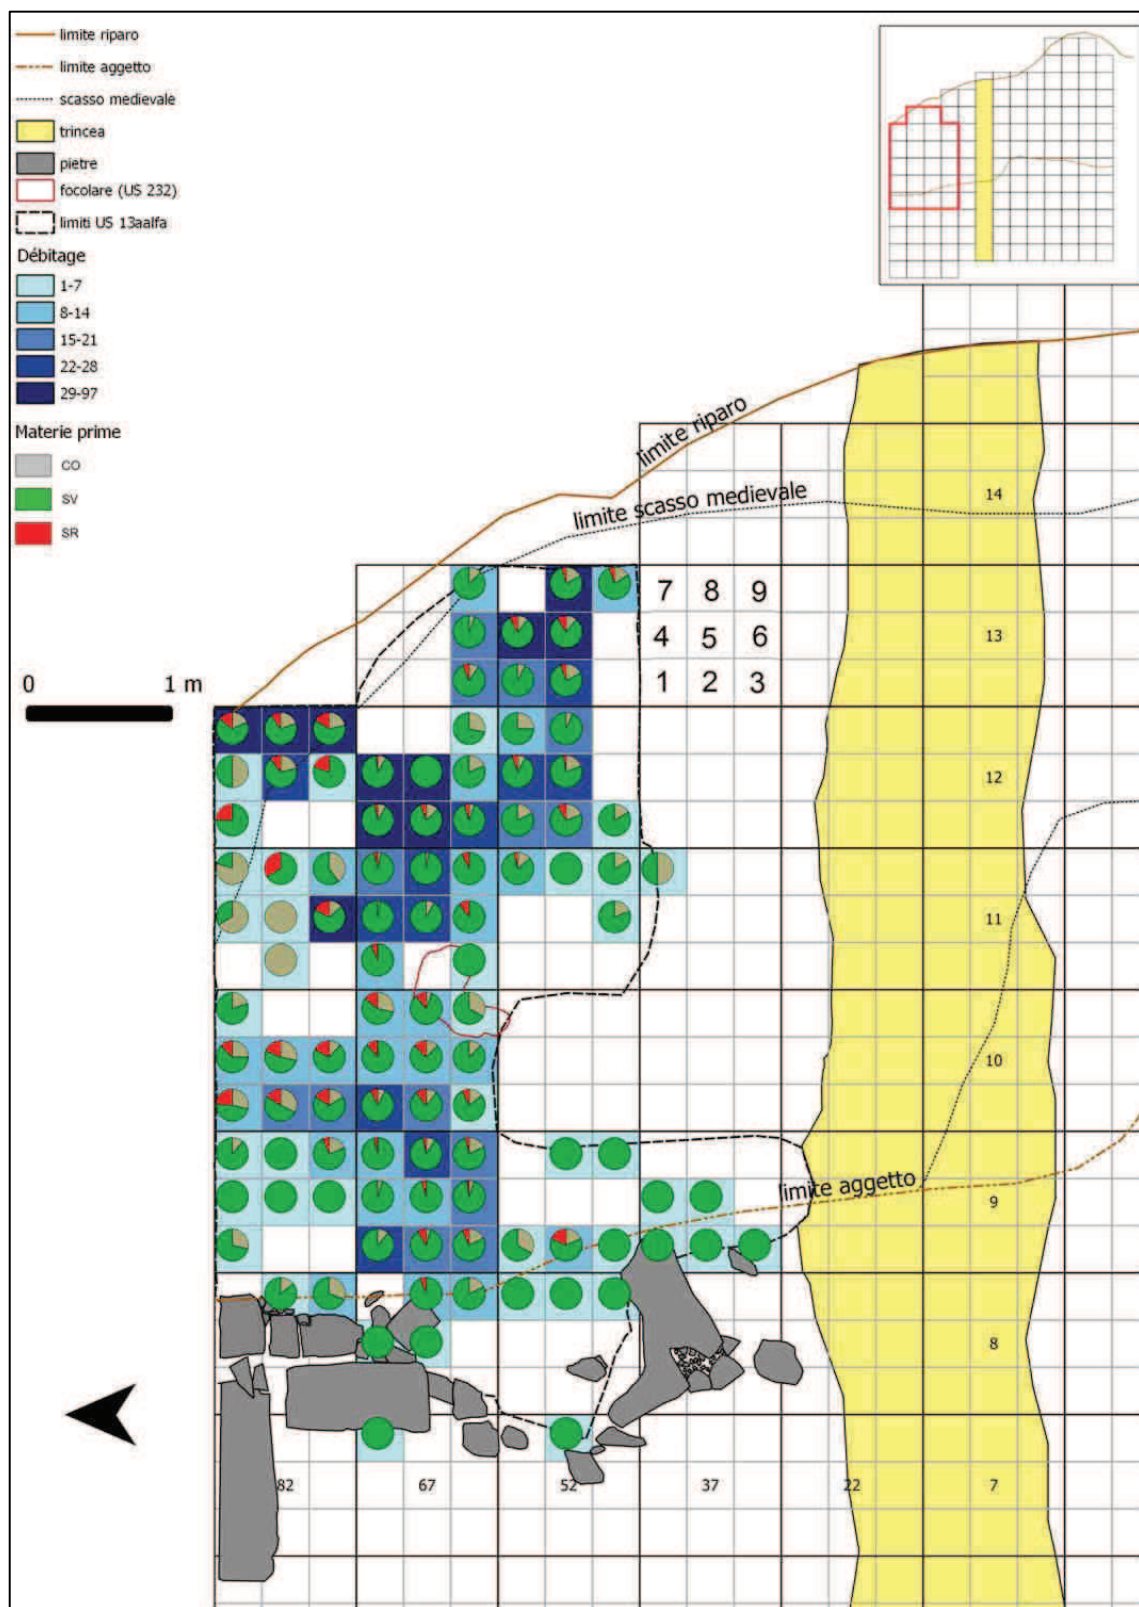 limite riparo
limite aggetto
scasso medievale
trincea
pietre
focolare (US 232)
limiti US 13aalfa
Débitage
1-7
8-14
15-21
22-28
29-97
Materie prime
CO
SV
SR
limite riparo
limite scasso medievale
14
7 8 9
4 5 6
1 2 3
13
0 1 m
12
11
10
limite aggetto
9
8
82 67 52 37 22 7